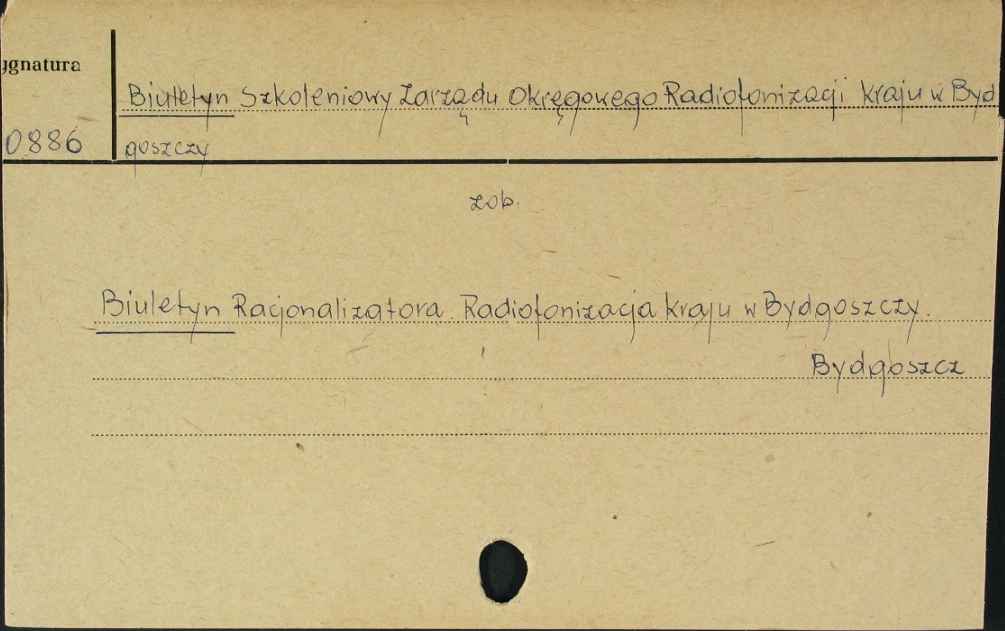 ygnatura
Biuletyn Szkoleniowy Zarządu Okręgowego Radiofonizacji Kraju w Byd
0886 goszczy
zob.
Biuletyn Racjonalizatora. Radiofonizacja Kraju w Bydgoszczy.
Bydgoszcz